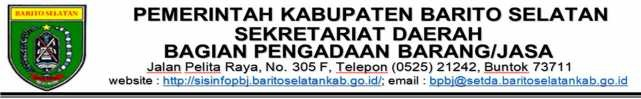 BARITO SELATAN
PEMERINTAH KABUPATEN BARITO SELATAN
SEKRETARIAT DAERAH
BAGIAN PENGADAAN BARANG/JASA
Jalan Pelita Raya, No. 305 F, Telepon (0525) 21242, Buntok 73711
website : http://sisinfopbj.baritoselatankab.go.id/; email : bpbj@setda.baritoselatankab.go.id